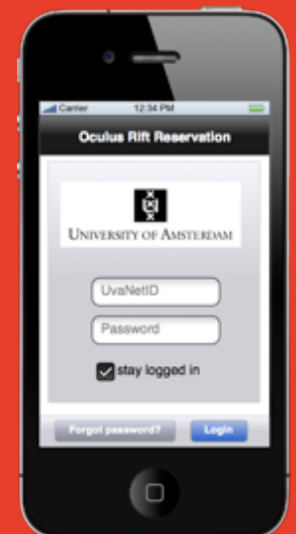 Carrier 12:34 PM
Oculus Rift Reservation
UNIVERSITY OF AMSTERDAM
UvaNetID
Password
stay logged in
Forgot password? Login